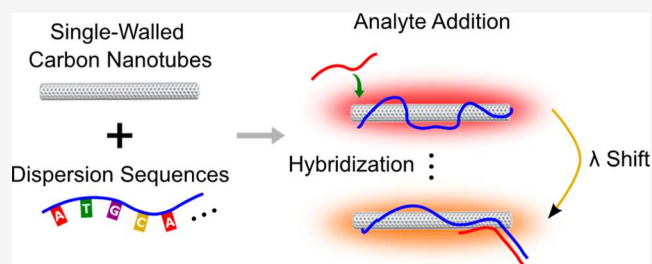 Single-Walled
Carbon Nanotubes
+
Dispersion Sequences
A T G C A ...
Analyte Addition
Hybridization
λ Shift